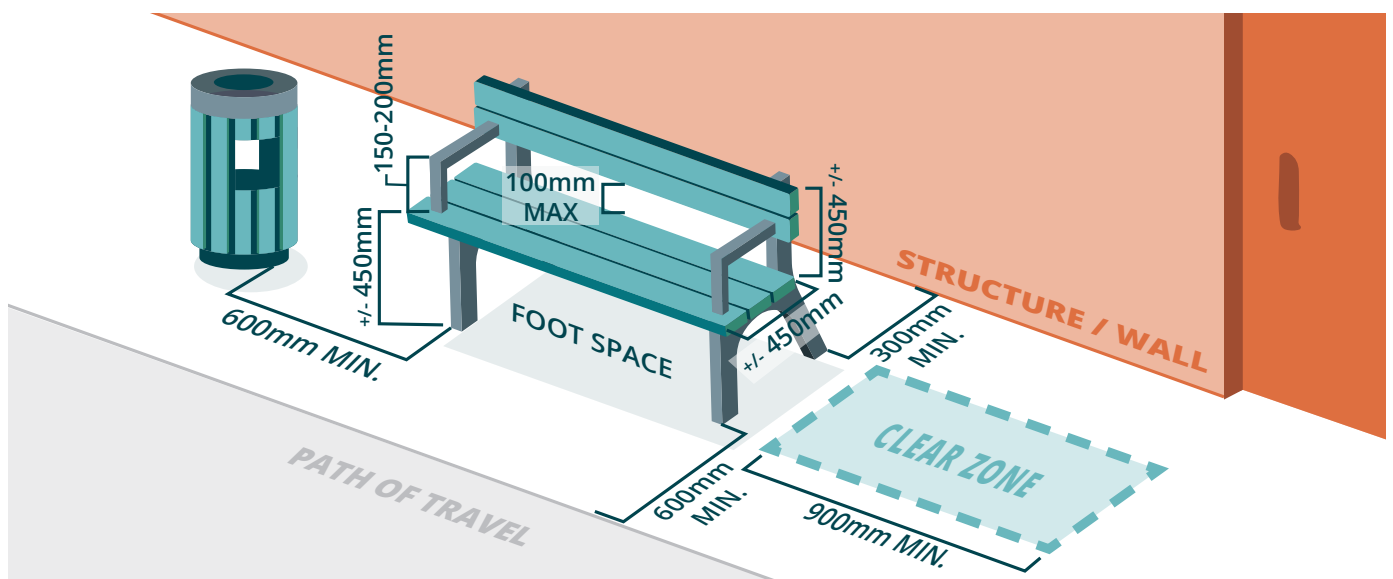 150-200mm
100mm
MAX
+/- 450mm
+/- 450mm
STRUCTURE / WALL
600mm MIN.
FOOT SPACE
+/- 450mm
300mm
MIN.
CLEAR ZONE
PATH OF TRAVEL
600mm
MIN.
900mm MIN.